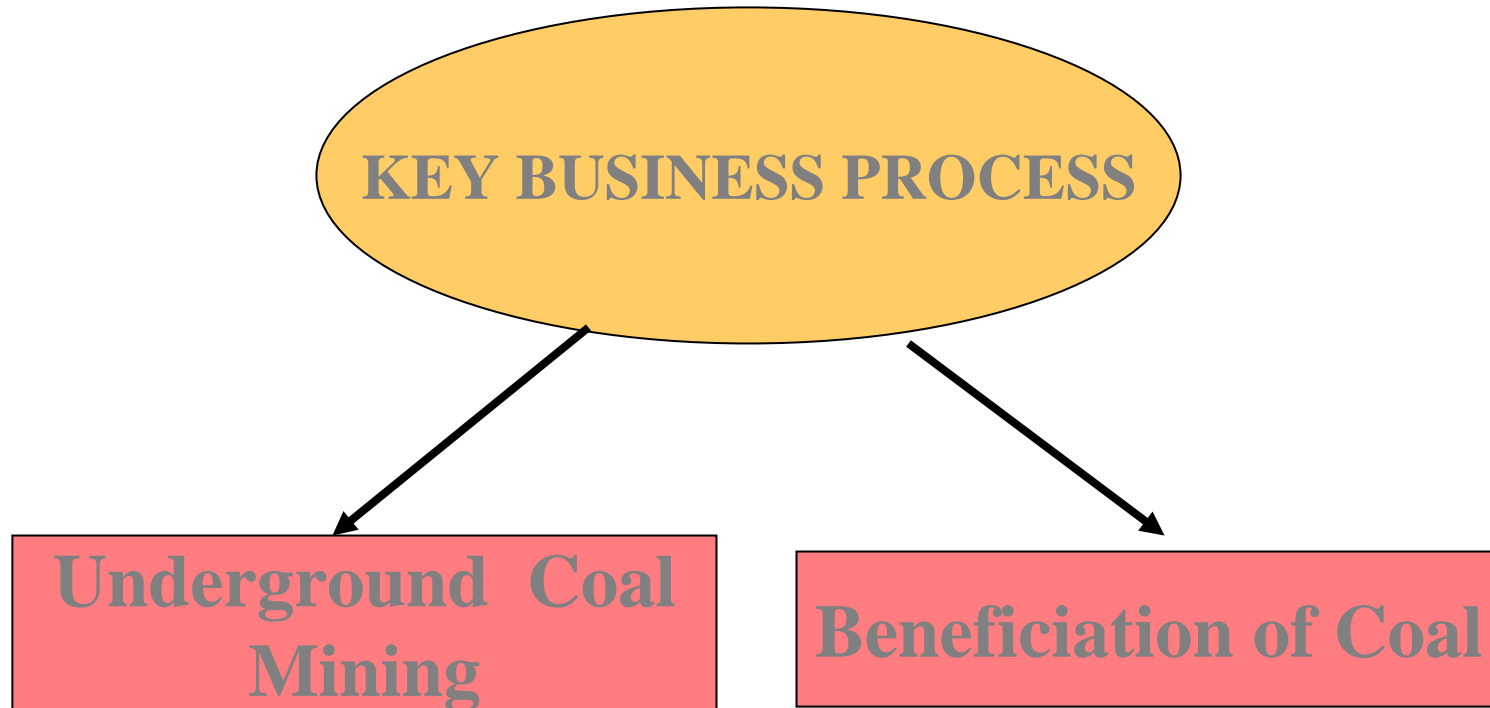 KEY BUSINESS PROCESS
Underground Coal
Mining
Beneficiation of Coal